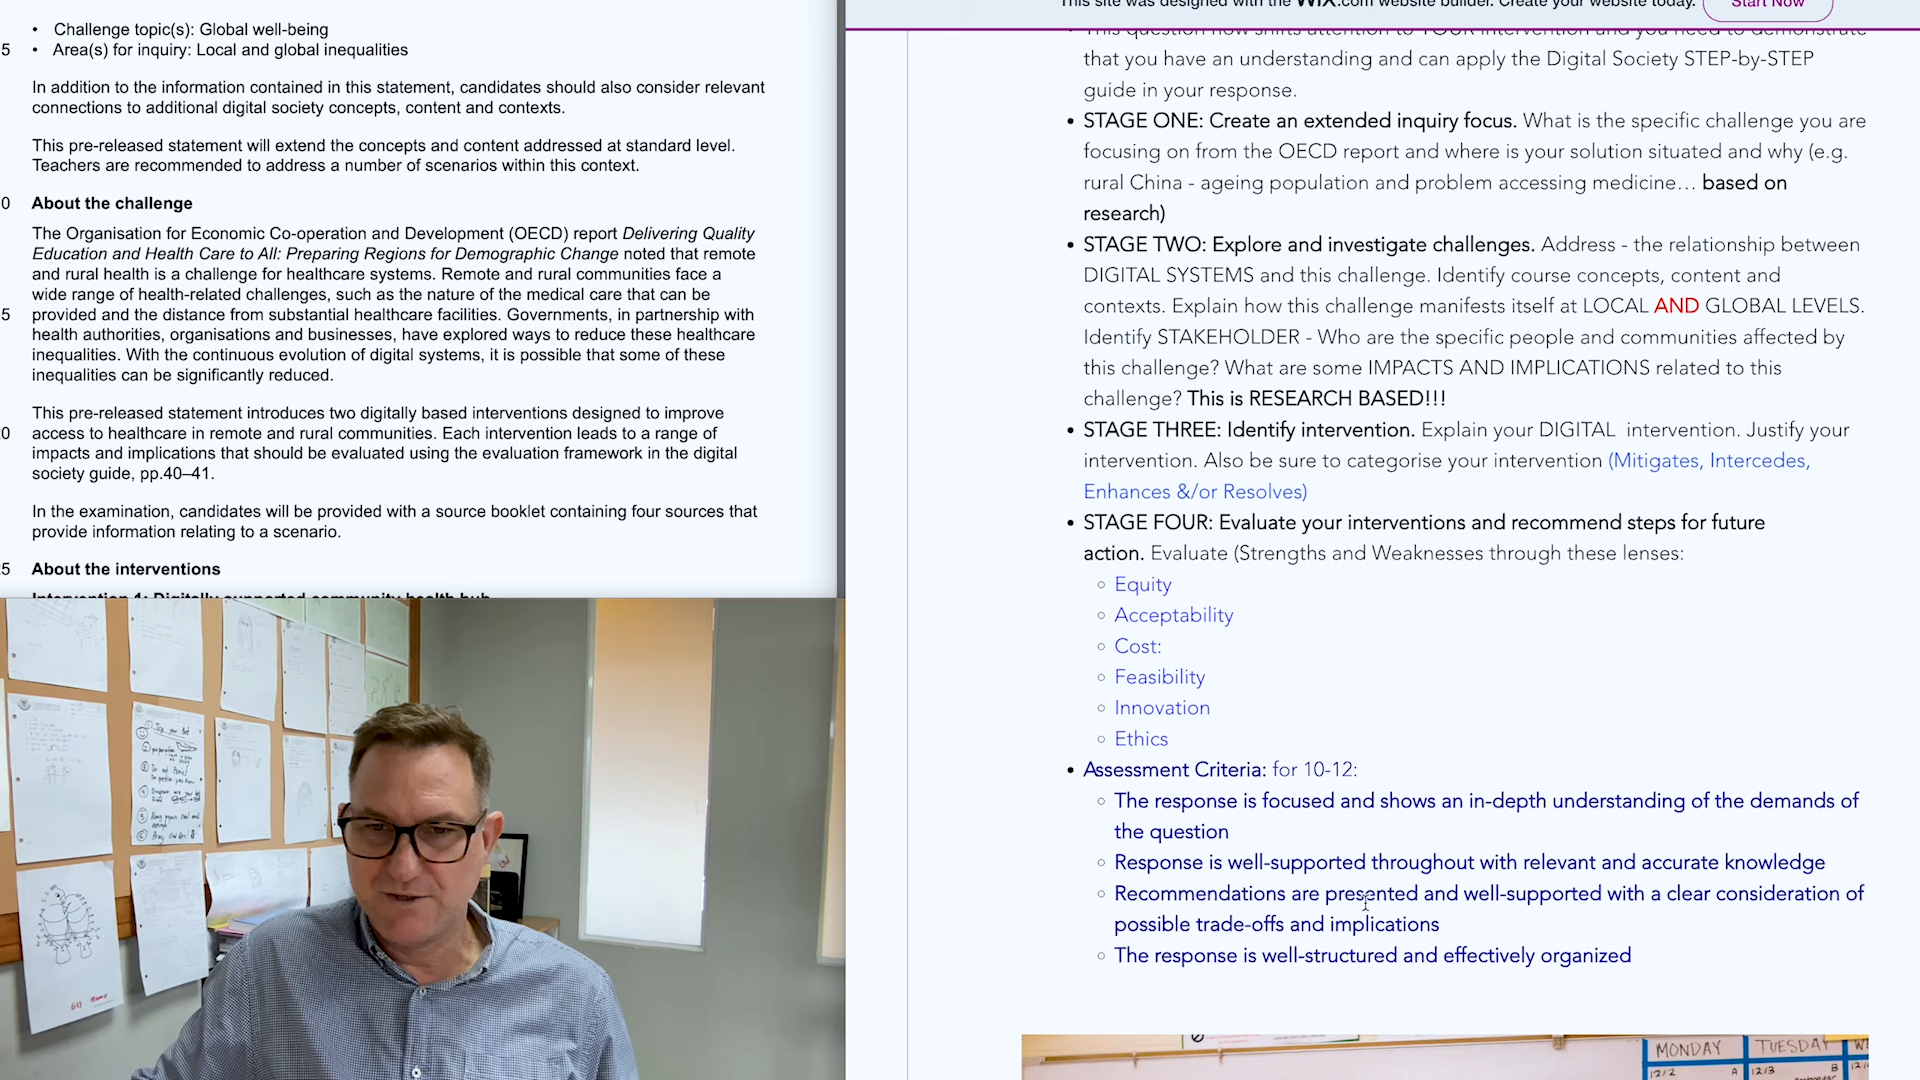 • Challenge topic(s): Global well-being
5 • Area(s) for inquiry: Local and global inequalities
In addition to the information contained in this statement, candidates should also consider relevant
connections to additional digital society concepts, content and contexts.
This pre-released statement will extend the concepts and content addressed at standard level.
Teachers are recommended to address a number of scenarios within this context.
0 About the challenge
The Organisation for Economic Co-operation and Development (OECD) report Delivering Quality
Education and Health Care to All: Preparing Regions for Demographic Change noted that remote
and rural health is a challenge for healthcare systems. Remote and rural communities face a
wide range of health-related challenges, such as the nature of the medical care that can be
5 provided and the distance from substantial healthcare facilities. Governments, in partnership with
health authorities, organisations and businesses, have explored ways to reduce these healthcare
inequalities. With the continuous evolution of digital systems, it is possible that some of these
inequalities can be significantly reduced.
This pre-released statement introduces two digitally based interventions designed to improve
0 access to healthcare in remote and rural communities. Each intervention leads to a range of
impacts and implications that should be evaluated using the evaluation framework in the digital
society guide, pp.40–41.
In the examination, candidates will be provided with a source booklet containing four sources that
provide information relating to a scenario.
5 About the interventions
Intervention 1: Digitally supported community health hub
This site was designed with the WiX.com website builder. Create your website today. Start Now
• This question now shifts attention to YOUR intervention and you need to demonstrate
that you have an understanding and can apply the Digital Society STEP-by-STEP
guide in your response.
• STAGE ONE: Create an extended inquiry focus. What is the specific challenge you are
focusing on from the OECD report and where is your solution situated and why (e.g.
rural China - ageing population and problem accessing medicine... based on
research)
• STAGE TWO: Explore and investigate challenges. Address - the relationship between
DIGITAL SYSTEMS and this challenge. Identify course concepts, content and
contexts. Explain how this challenge manifests itself at LOCAL AND GLOBAL LEVELS.
Identify STAKEHOLDER - Who are the specific people and communities affected by
this challenge? What are some IMPACTS AND IMPLICATIONS related to this
challenge? This is RESEARCH BASED!!!
• STAGE THREE: Identify intervention. Explain your DIGITAL intervention. Justify your
intervention. Also be sure to categorise your intervention (Mitigates, Intercedes,
Enhances &/or Resolves)
• STAGE FOUR: Evaluate your interventions and recommend steps for future
action. Evaluate (Strengths and Weaknesses through these lenses:
◦ Equity
◦ Acceptability
◦ Cost:
◦ Feasibility
◦ Innovation
◦ Ethics
• Assessment Criteria: for 10-12:
◦ The response is focused and shows an in-depth understanding of the demands of
the question
◦ Response is well-supported throughout with relevant and accurate knowledge
◦ Recommendations are presented and well-supported with a clear consideration of
possible trade-offs and implications
◦ The response is well-structured and effectively organized
MONDAY TUESDAY
12/2 A 12/3 B